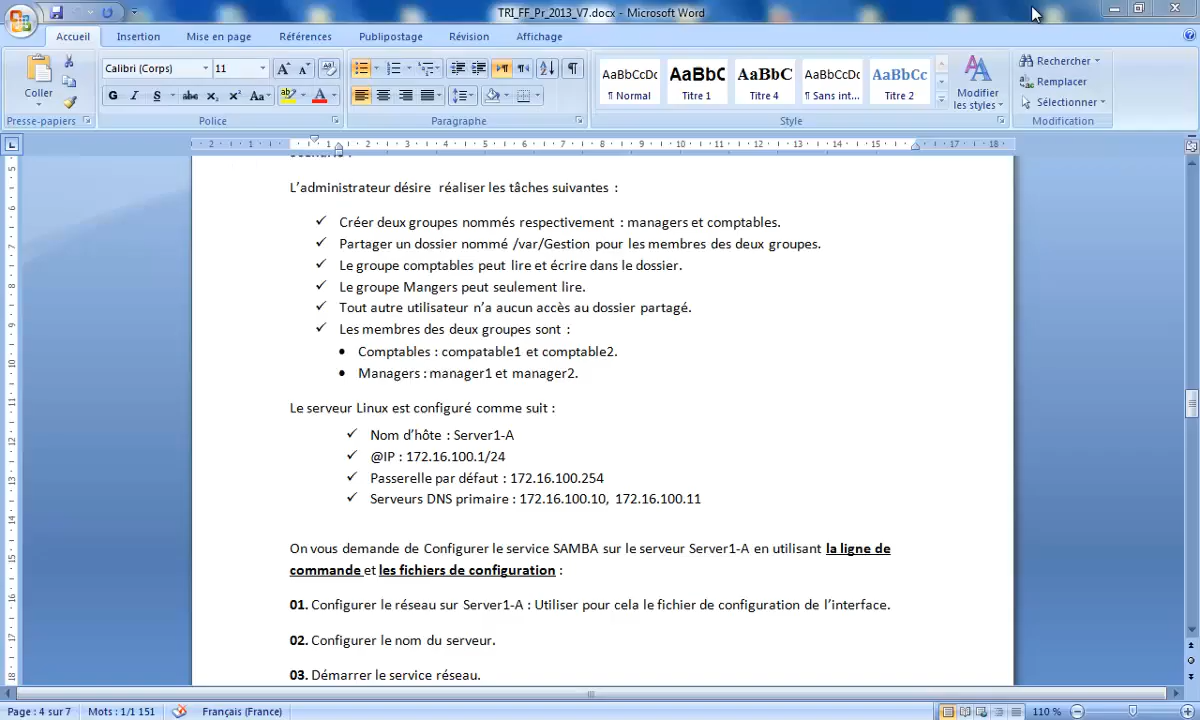 TRI_FF_Pr_2013_V7.docx - Microsoft Word
Accueil Insertion Mise en page Références Publipostage Révision Affichage
Coller
Presse-papiers
Calibri (Corps) 11
G I S abc X₂ X² Aa
Police
Paragraphe
AaBbCcDc AaBbC AaBbC AaBbCcDc AaBbCc
¶ Normal Titre 1 Titre 4 ¶ Sans int... Titre 2
Modifier les styles
Style
Rechercher
Remplacer
Sélectionner
Modification
L'administrateur désire réaliser les tâches suivantes :
✓ Créer deux groupes nommés respectivement : managers et comptables.
✓ Partager un dossier nommé /var/Gestion pour les membres des deux groupes.
✓ Le groupe comptables peut lire et écrire dans le dossier.
✓ Le groupe Mangers peut seulement lire.
✓ Tout autre utilisateur n'a aucun accès au dossier partagé.
✓ Les membres des deux groupes sont :
• Comptables : compatable1 et comptable2.
• Managers : manager1 et manager2.
Le serveur Linux est configuré comme suit :
✓ Nom d'hôte : Server1-A
✓ @IP : 172.16.100.1/24
✓ Passerelle par défaut : 172.16.100.254
✓ Serveurs DNS primaire : 172.16.100.10, 172.16.100.11
On vous demande de Configurer le service SAMBA sur le serveur Server1-A en utilisant la ligne de
commande et les fichiers de configuration :
01. Configurer le réseau sur Server1-A : Utiliser pour cela le fichier de configuration de l'interface.
02. Configurer le nom du serveur.
03. Démarrer le service réseau.
Page : 4 sur 7 Mots : 1/1 151 Français (France) 110 %